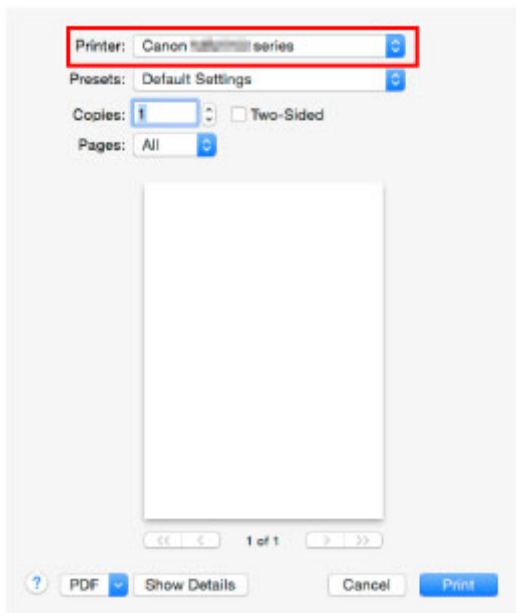 Printer: Canon series
Presets: Default Settings
Copies: 1 Two-Sided
Pages: All
<< < 1 of 1 > >>
? PDF Show Details Cancel Print